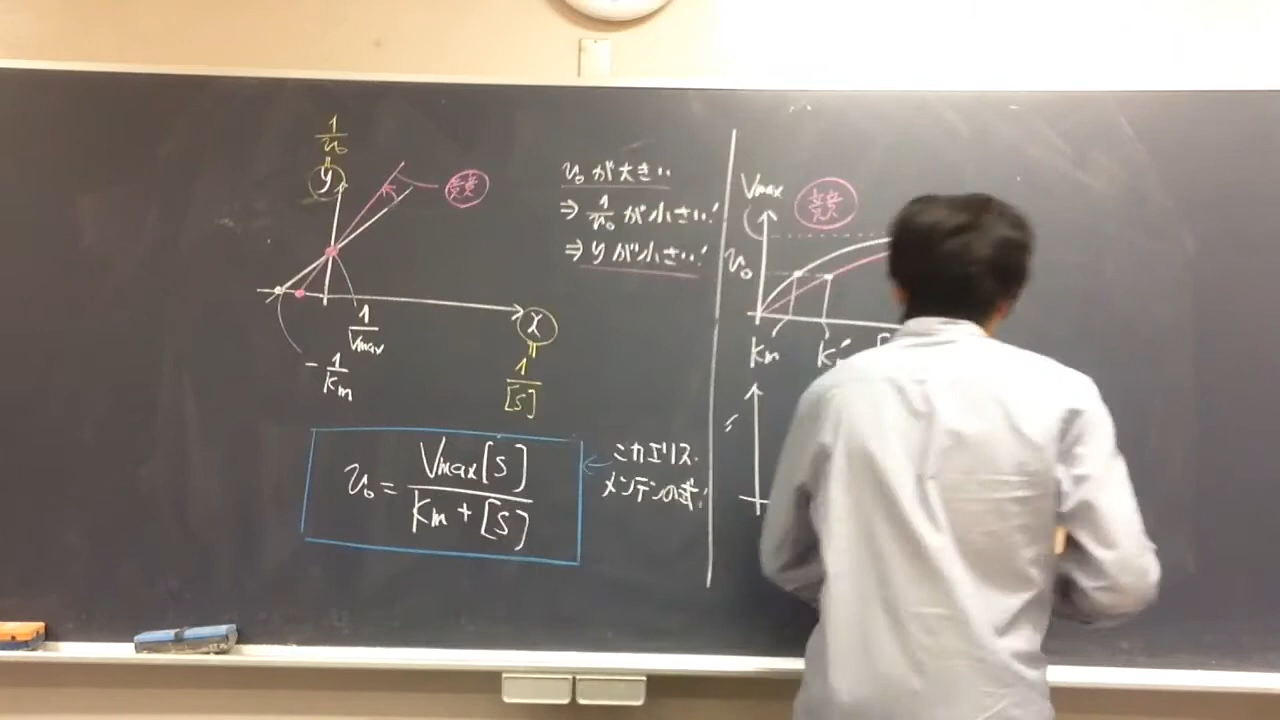 1/v₀
y
競
v₀が大きい
⇒ 1/v₀ が小さい!
⇒ yが小さい!
1/Vmax
-1/Km
x
1/[S]
v₀ = Vmax[S] / Km + [S]
ミカエリス
メンテンの式!
Vmax
競
v₀
Km